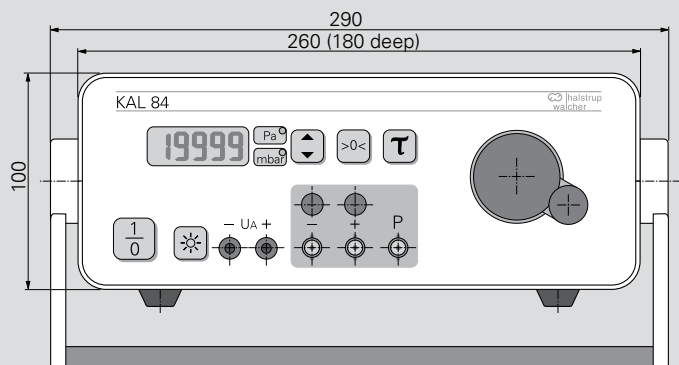 290
260 (180 deep)
KAL 84
halstrup
walcher
100
19999
Pa
mbar
>0<
τ
1
0
− UA +
− + P